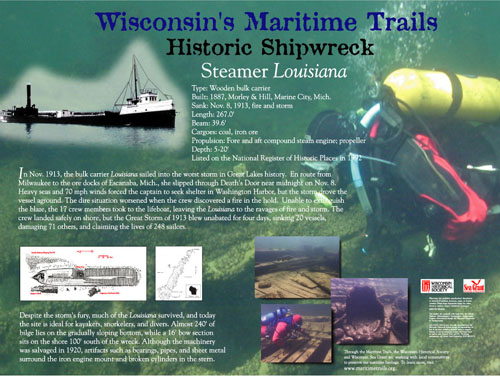 Wisconsin's Maritime Trails
Historic Shipwreck
Steamer Louisiana
Type: Wooden bulk carrier
Built: 1887, Morley & Hill, Marine City, Mich.
Sank: Nov. 8, 1913, fire and storm
Length: 267.0'
Beam: 39.6'
Cargoes: coal, iron ore
Propulsion: Fore and aft compound steam engine; propeller
Depth: 5-20'
Listed on the National Register of Historic Places in 1992
In Nov. 1913, the bulk carrier Louisiana sailed into the worst storm in Great Lakes history. En route from
Milwaukee to the ore docks of Escanaba, Mich., she slipped through Death's Door near midnight on Nov. 8.
Heavy seas and 70 mph winds forced the captain to seek shelter in Washington Harbor, but the storm drove the
vessel aground. The dire situation worsened when the crew discovered a fire in the hold. Unable to extinguish
the blaze, the 17 crew members took to the lifeboat, leaving the Louisiana to the ravages of fire and storm. The
crew landed safely on shore, but the Great Storm of 1913 blew unabated for four days, sinking 20 vessels,
damaging 71 others, and claiming the lives of 248 sailors.
Despite the storm's fury, much of the Louisiana survived, and today
the site is ideal for kayakers, snorkelers, and divers. Almost 240' of
bilge lies on the gradually sloping bottom, while a 16' bow section
sits on the shore 100' south of the wreck. Although the machinery
was salvaged in 1920, artifacts such as bearings, pipes, and sheet metal
surround the iron engine mount and broken cylinders in the stern.
WISCONSIN
HISTORICAL
SOCIETY
Sea Grant
Through the Maritime Trails, the Wisconsin Historical Society
and Wisconsin Sea Grant are working with local communities
to preserve our maritime heritage. To learn more, visit
www.maritimetrails.org.